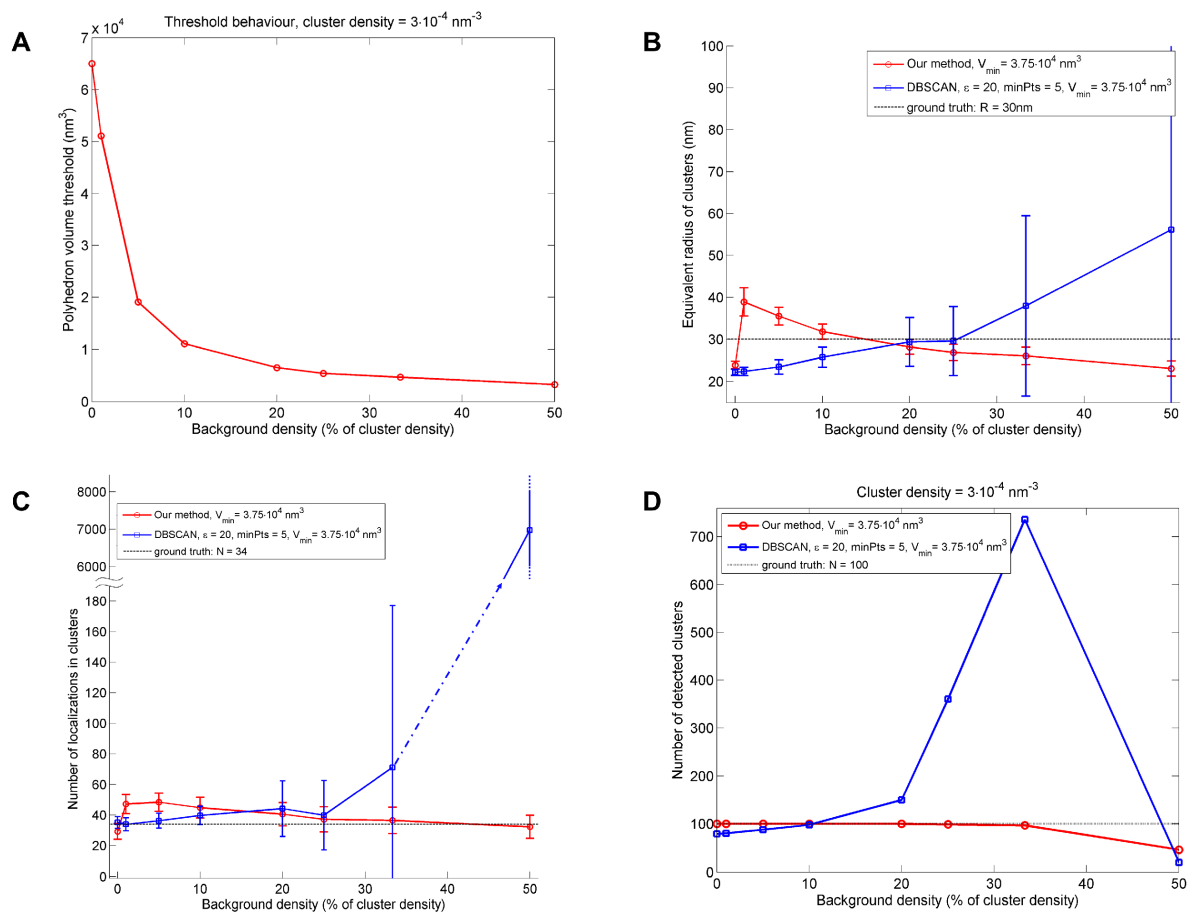 A
Threshold behaviour, cluster density = 3·10⁻⁴ nm⁻³
x 10⁴
7
6
5
4
3
2
1
0
0 10 20 30 40 50
Polyhedron volume threshold (nm³)
Background density (% of cluster density)
B
100
90
80
70
60
50
40
30
20
0 10 20 30 40 50
Equivalent radius of clusters (nm)
Background density (% of cluster density)
Our method, Vmin= 3.75·10⁴ nm³
DBSCAN, ε = 20, minPts = 5, Vmin= 3.75·10⁴ nm³
ground truth: R = 30nm
C
8000
7000
6000
180
160
140
120
100
80
60
40
20
0
0 10 20 30 40 50
Number of localizations in clusters
Background density (% of cluster density)
Our method, Vmin= 3.75·10⁴ nm³
DBSCAN, ε = 20, minPts = 5, Vmin= 3.75·10⁴ nm³
ground truth: N = 34
D
Cluster density = 3·10⁻⁴ nm⁻³
700
600
500
400
300
200
100
0
0 10 20 30 40 50
Number of detected clusters
Background density (% of cluster density)
Our method, Vmin= 3.75·10⁴ nm³
DBSCAN, ε = 20, minPts = 5, Vmin= 3.75·10⁴ nm³
ground truth: N = 100